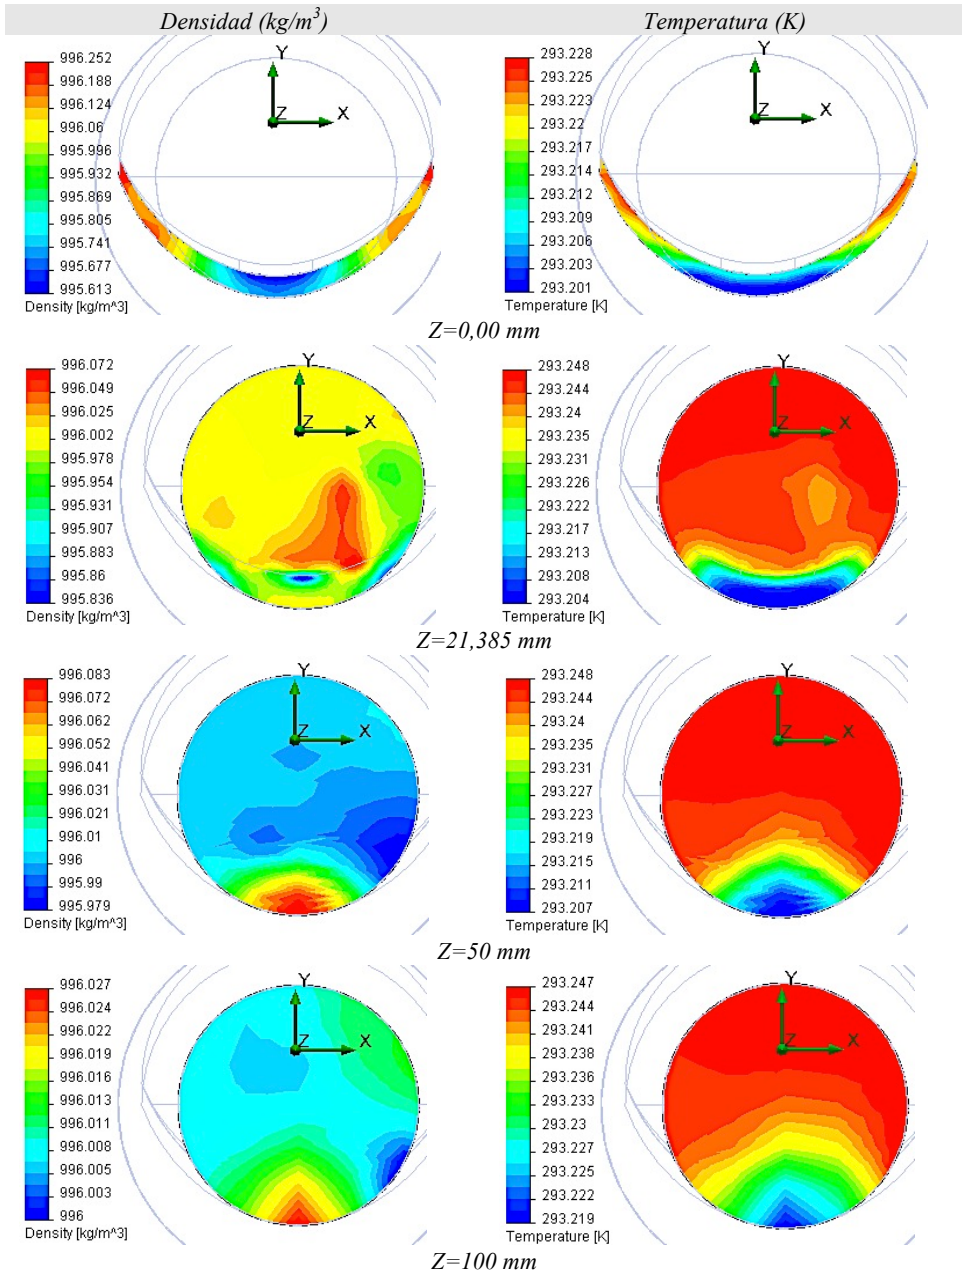 Densidad (kg/m³) Temperatura (K)
Y Y
996.252 293.228
996.188 293.225
996.124 293.223
996.06 293.22
995.996 293.217
995.932 293.214
995.869 293.212
995.805 293.209
995.741 293.206
995.677 293.203
995.613 293.201
Z X Z X
Density [kg/m^3] Temperature [K]
Z=0,00 mm
Y Y
996.072 293.248
996.049 293.244
996.025 293.24
996.002 293.235
995.978 293.231
995.954 293.226
995.931 293.222
995.907 293.217
995.883 293.213
995.86 293.208
995.836 293.204
Z X Z X
Density [kg/m^3] Temperature [K]
Z=21,385 mm
Y Y
996.083 293.248
996.072 293.244
996.062 293.24
996.052 293.235
996.041 293.231
996.031 293.227
996.021 293.223
996.01 293.219
996 293.215
995.99 293.211
995.979 293.207
Z X Z X
Density [kg/m^3] Temperature [K]
Z=50 mm
Y Y
996.027 293.247
996.024 293.244
996.022 293.241
996.019 293.238
996.016 293.236
996.013 293.233
996.011 293.23
996.008 293.227
996.005 293.225
996.003 293.222
996 293.219
Z X Z X
Density [kg/m^3] Temperature [K]
Z=100 mm